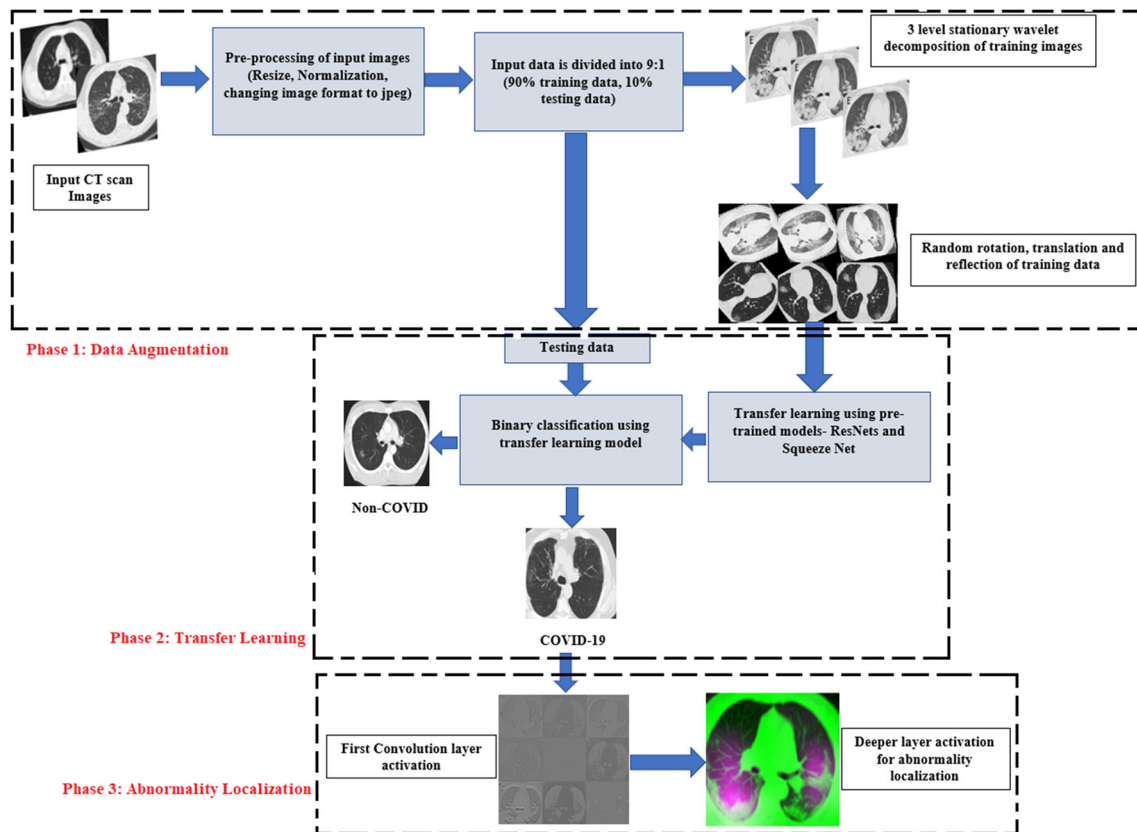 Input CT scan
Images
Pre-processing of input images
(Resize, Normalization,
changing image format to jpeg)
Input data is divided into 9:1
(90% training data, 10%
testing data)
E
E
E
3 level stationary wavelet
decomposition of training images
Random rotation, translation and
reflection of training data
Phase 1: Data Augmentation
Testing data
Binary classification using
transfer learning model
Transfer learning using pre-
trained models- ResNets and
Squeeze Net
Non-COVID
COVID-19
Phase 2: Transfer Learning
First Convolution layer
activation
Deeper layer activation
for abnormality
localization
Phase 3: Abnormality Localization